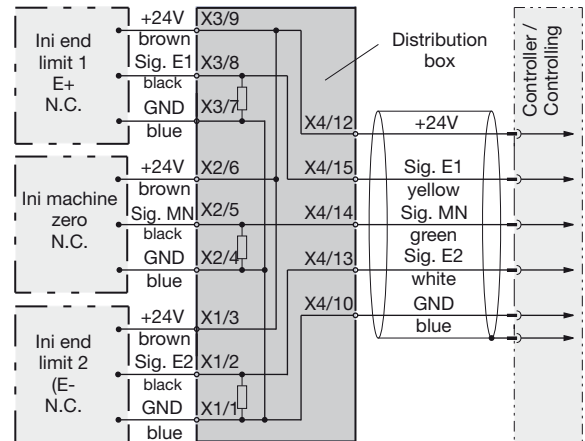 Ini end
limit 1
E+
N.C.
+24V
brown
Sig. E1
black
GND
blue
X3/9
X3/8
X3/7
Ini machine
zero
N.C.
+24V
brown
Sig. MN
black
GND
blue
X2/6
X2/5
X2/4
Ini end
limit 2
(E-
N.C.
+24V
brown
Sig. E2
black
GND
blue
X1/3
X1/2
X1/1
Distribution
box
X4/12
X4/15
X4/14
X4/13
X4/10
+24V
Sig. E1
yellow
Sig. MN
green
Sig. E2
white
GND
blue
Controller /
Controlling